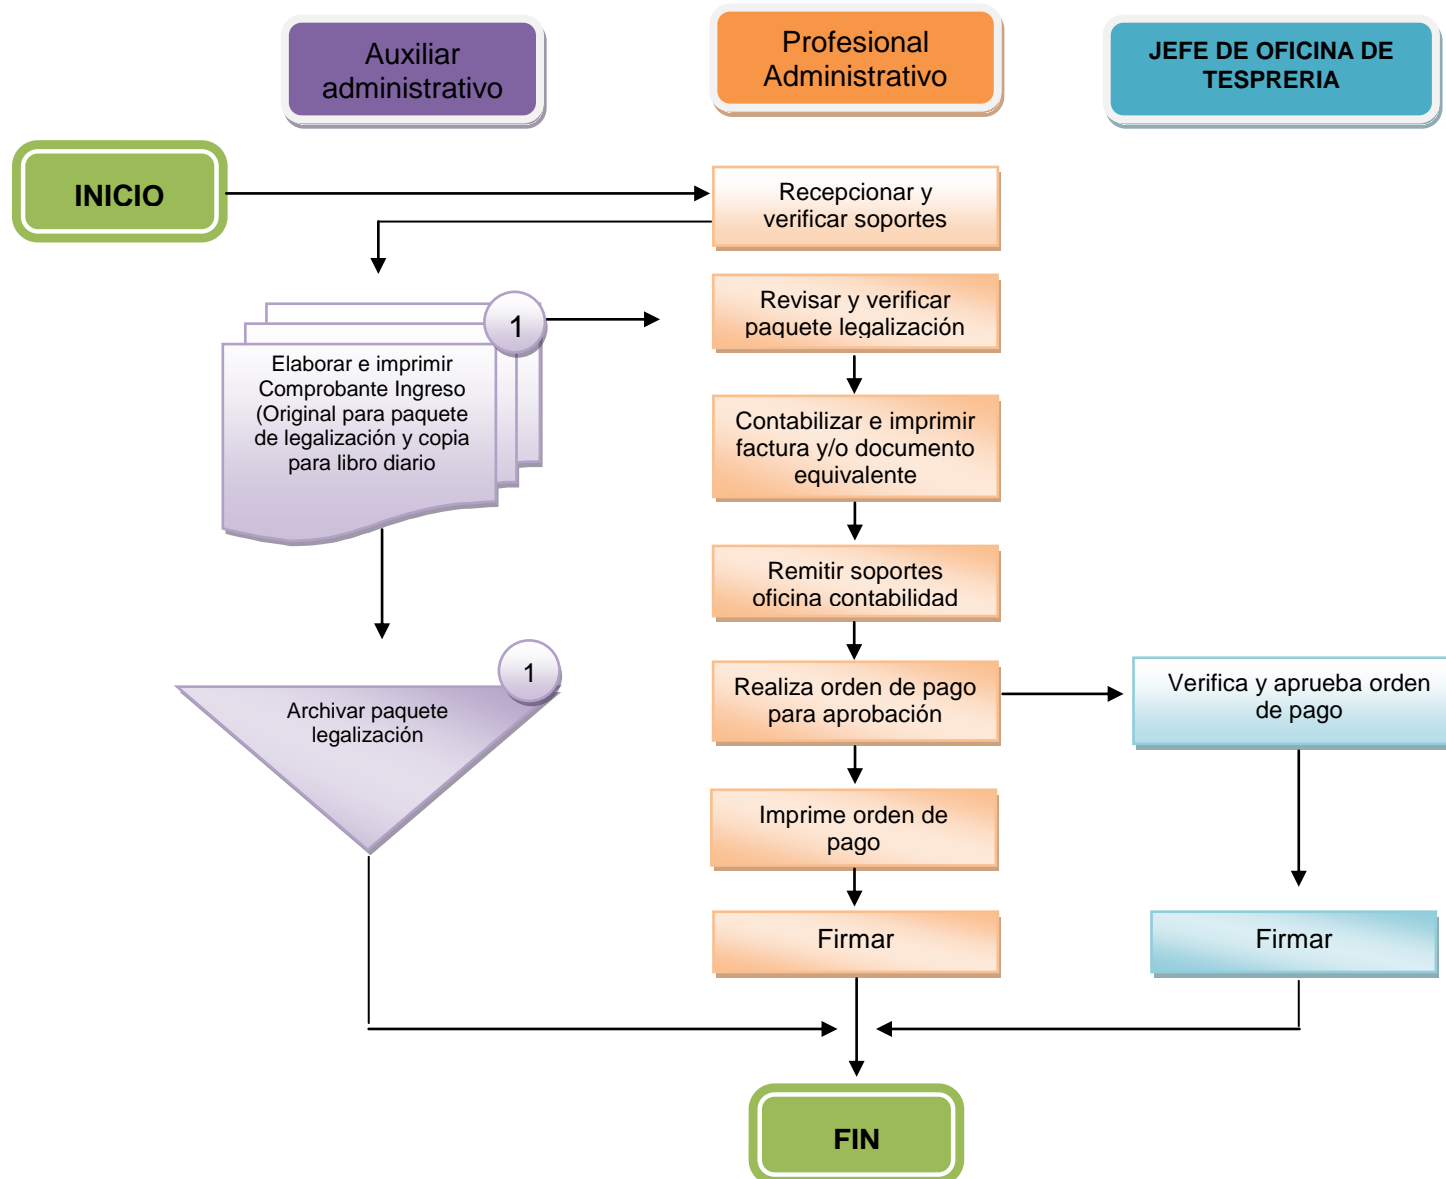 Auxiliar
administrativo
Profesional
Administrativo
JEFE DE OFICINA DE
TESPRERIA
INICIO
Recepcionar y
verificar soportes
1
Elaborar e imprimir
Comprobante Ingreso
(Original para paquete
de legalización y copia
para libro diario
Revisar y verificar
paquete legalización
Contabilizar e imprimir
factura y/o documento
equivalente
Remitir soportes
oficina contabilidad
1
Archivar paquete
legalización
Realiza orden de pago
para aprobación
Verifica y aprueba orden
de pago
Imprime orden de
pago
Firmar
Firmar
FIN